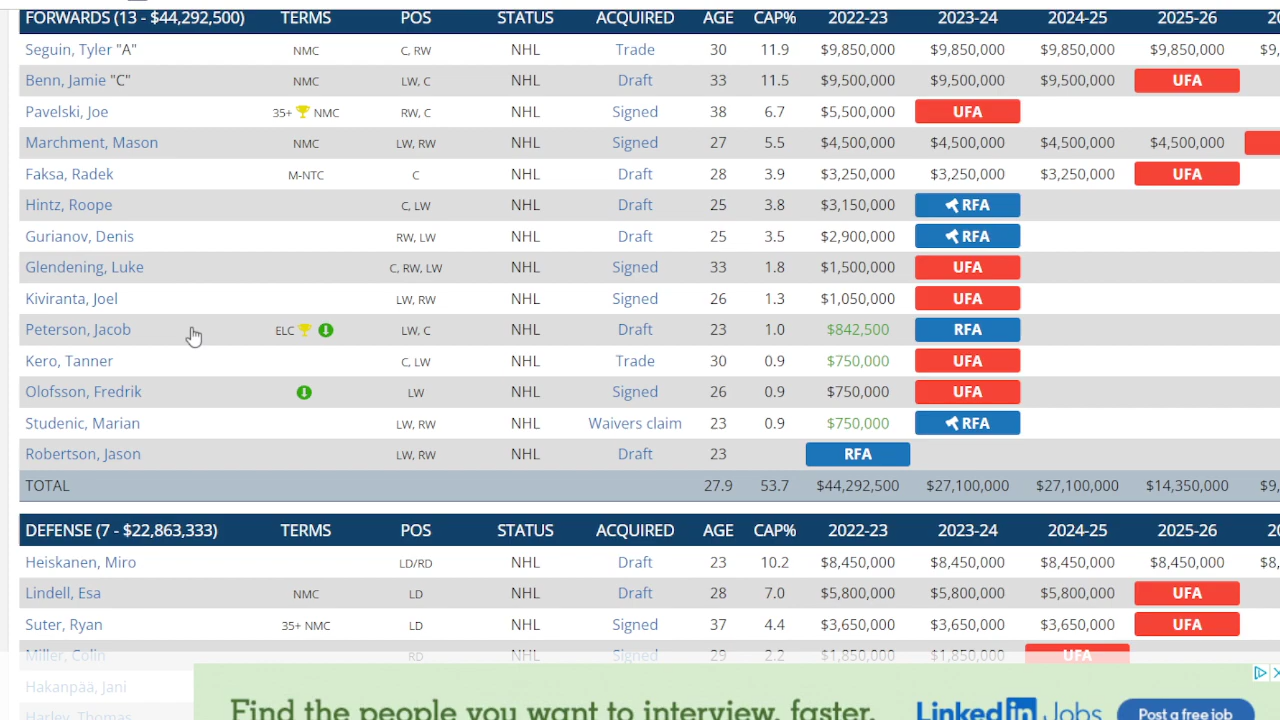 FORWARDS (13 - $44,292,500) TERMS POS STATUS ACQUIRED AGE CAP% 2022-23 2023-24 2024-25 2025-26 20
Seguin, Tyler "A" NMC C, RW NHL Trade 30 11.9 $9,850,000 $9,850,000 $9,850,000 $9,850,000 $9,
Benn, Jamie "C" NMC LW, C NHL Draft 33 11.5 $9,500,000 $9,500,000 $9,500,000 UFA
Pavelski, Joe 35+ NMC RW, C NHL Signed 38 6.7 $5,500,000 UFA
Marchment, Mason NMC LW, RW NHL Signed 27 5.5 $4,500,000 $4,500,000 $4,500,000 $4,500,000
Faksa, Radek M-NTC C NHL Draft 28 3.9 $3,250,000 $3,250,000 $3,250,000 UFA
Hintz, Roope C, LW NHL Draft 25 3.8 $3,150,000 RFA
Gurianov, Denis RW, LW NHL Draft 25 3.5 $2,900,000 RFA
Glendening, Luke C, RW, LW NHL Signed 33 1.8 $1,500,000 UFA
Kiviranta, Joel LW, RW NHL Signed 26 1.3 $1,050,000 UFA
Peterson, Jacob ELC LW, C NHL Draft 23 1.0 $842,500 RFA
Kero, Tanner C, LW NHL Trade 30 0.9 $750,000 UFA
Olofsson, Fredrik LW NHL Signed 26 0.9 $750,000 UFA
Studenic, Marian LW, RW NHL Waivers claim 23 0.9 $750,000 RFA
Robertson, Jason LW, RW NHL Draft 23 RFA
TOTAL 27.9 53.7 $44,292,500 $27,100,000 $27,100,000 $14,350,000 $9,
DEFENSE (7 - $22,863,333) TERMS POS STATUS ACQUIRED AGE CAP% 2022-23 2023-24 2024-25 2025-26 20
Heiskanen, Miro LD/RD NHL Draft 23 10.2 $8,450,000 $8,450,000 $8,450,000 $8,450,000 $8,
Lindell, Esa NMC LD NHL Draft 28 7.0 $5,800,000 $5,800,000 $5,800,000 UFA
Suter, Ryan 35+ NMC LD NHL Signed 37 4.4 $3,650,000 $3,650,000 $3,650,000 UFA
Miller, Colin RD NHL Signed 29 2.2 $1,850,000 $1,850,000 UFA
Hakanpää, Jani
Harley, Thomas
Find the people you want to interview, faster. LinkedIn Jobs Post a free job